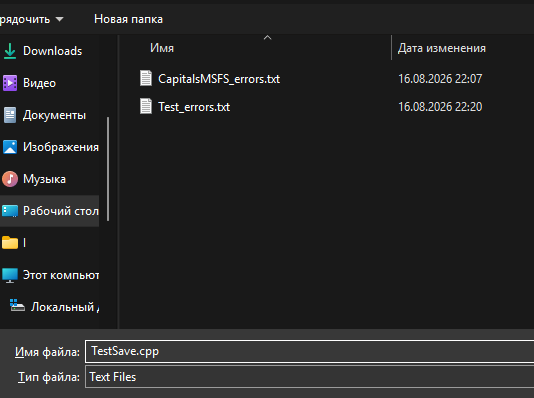 рядочить
Новая папка
Имя
Дата изменения
Downloads
Видео
Документы
Изображения
Музыка
Рабочий стол
I
Этот компьют
Локальный д
CapitalsMSFS_errors.txt
16.08.2026 22:07
Test_errors.txt
16.08.2026 22:20
Имя файла: TestSave.cpp
Тип файла: Text Files